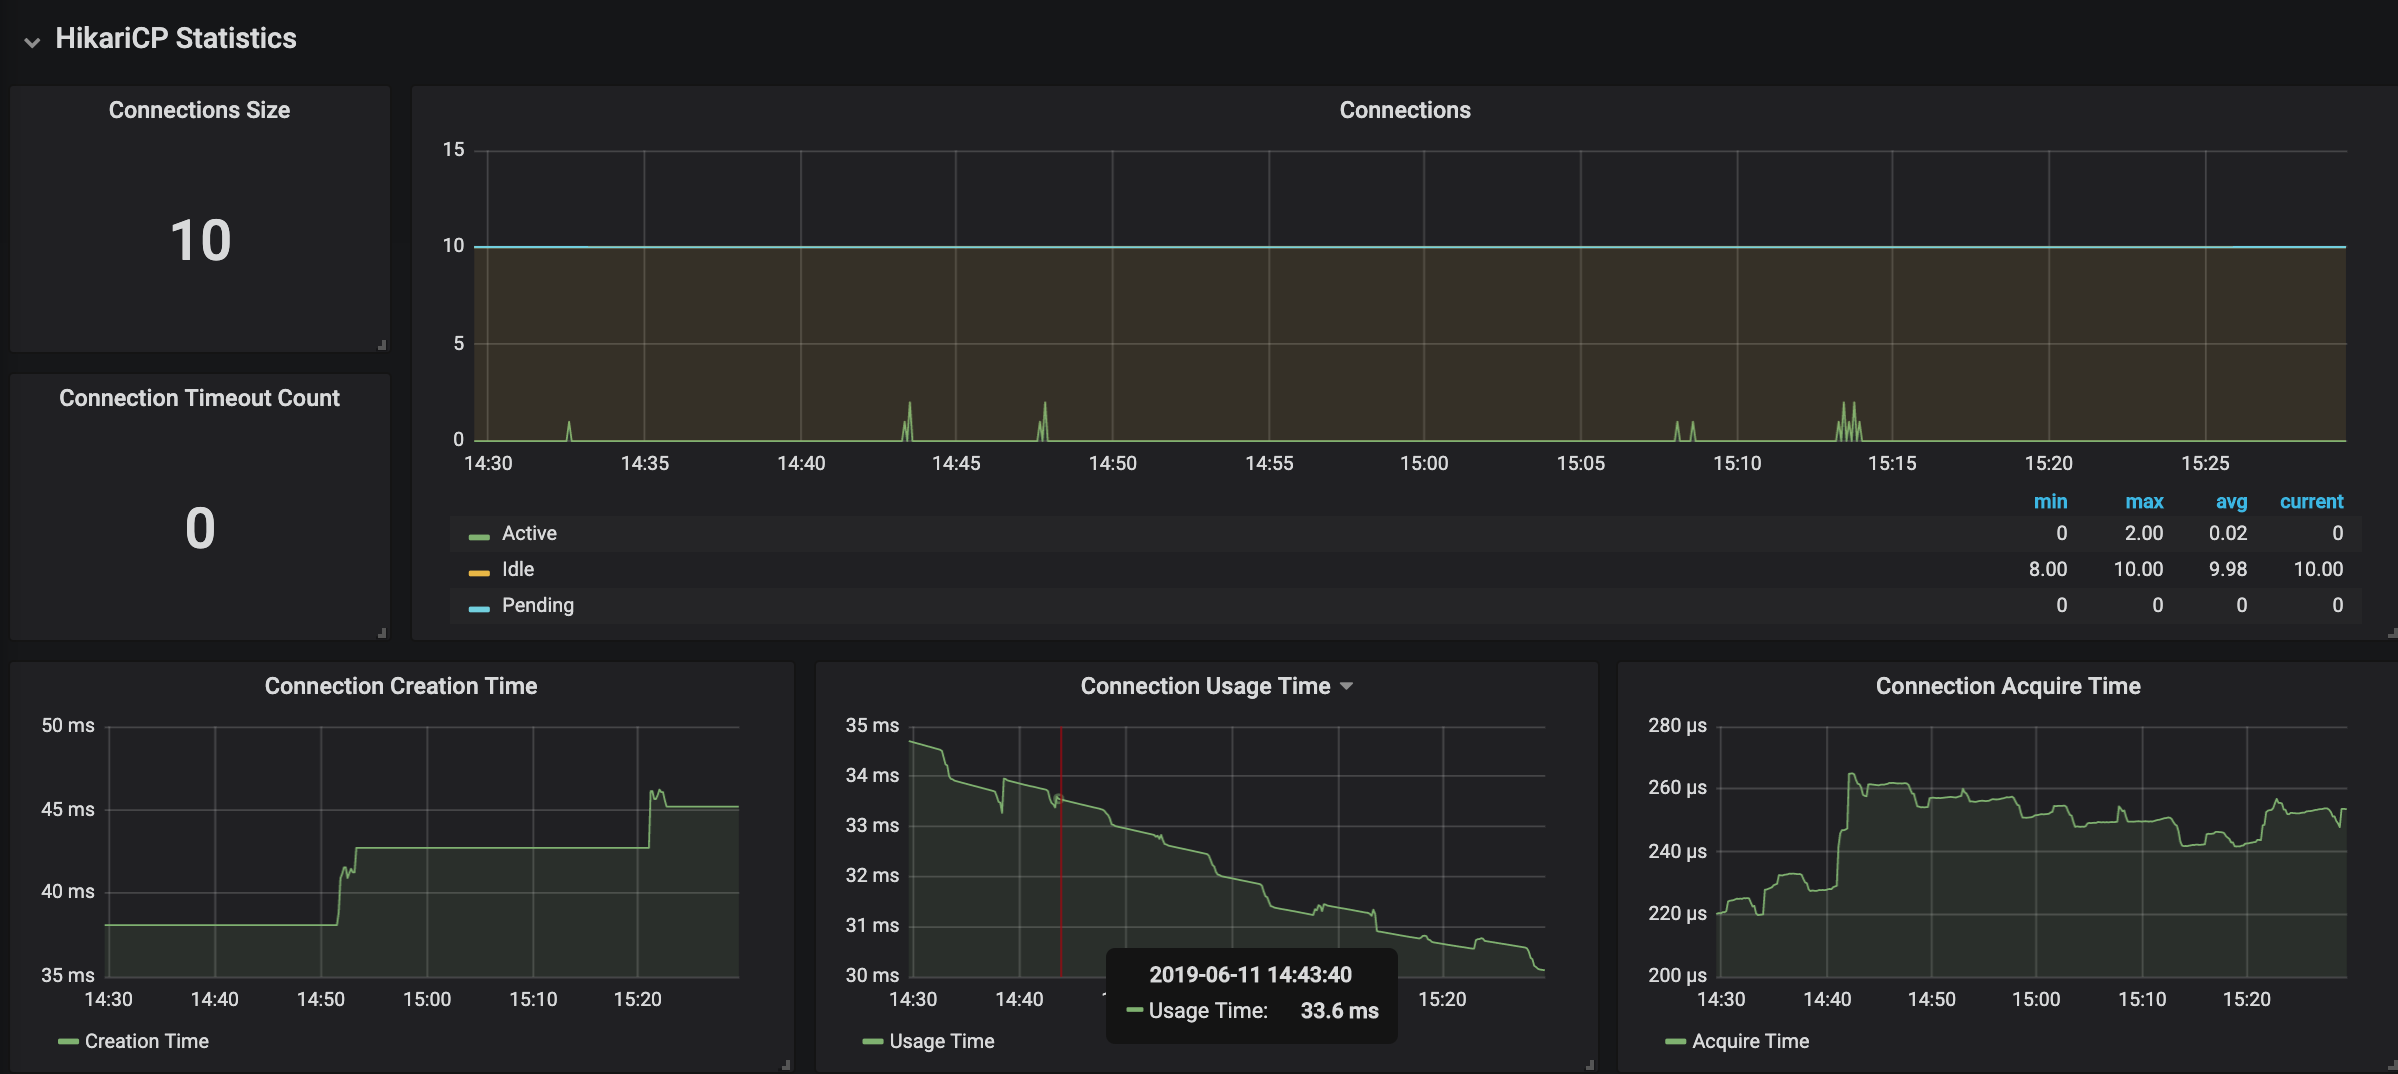 HikariCP Statistics
Connections Size
10
Connection Timeout Count
0
Connections
15
10
5
0
14:30 14:35 14:40 14:45 14:50 14:55 15:00 15:05 15:10 15:15 15:20 15:25
min max avg current
Active 0 2.00 0.02 0
Idle 8.00 10.00 9.98 10.00
Pending 0 0 0 0
Connection Creation Time
50 ms
45 ms
40 ms
35 ms
14:30 14:40 14:50 15:00 15:10 15:20
Creation Time
Connection Usage Time
35 ms
34 ms
33 ms
32 ms
31 ms
30 ms
14:30 14:40 15:20
2019-06-11 14:43:40
Usage Time: 33.6 ms
Usage Time
Connection Acquire Time
280 µs
260 µs
240 µs
220 µs
200 µs
14:30 14:40 14:50 15:00 15:10 15:20
Acquire Time